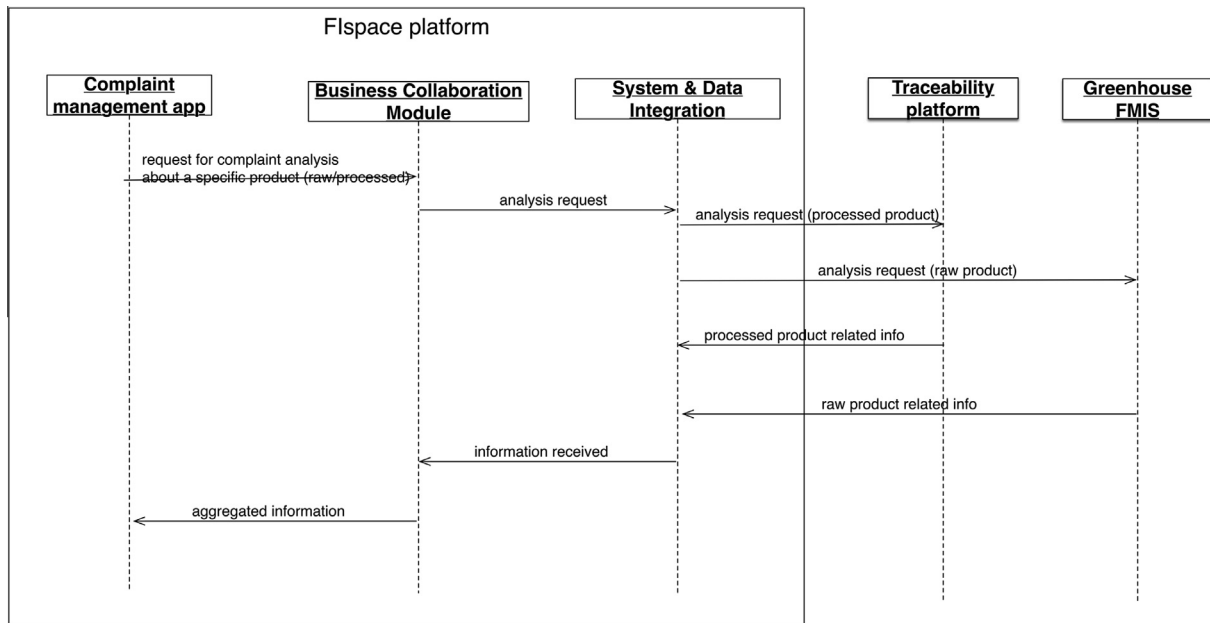 FIspace platform
Complaint
management app
Business Collaboration
Module
System & Data
Integration
Traceability
platform
Greenhouse
FMIS
request for complaint analysis
about a specific product (raw/processed)
analysis request
analysis request (processed product)
analysis request (raw product)
processed product related info
raw product related info
information received
aggregated information